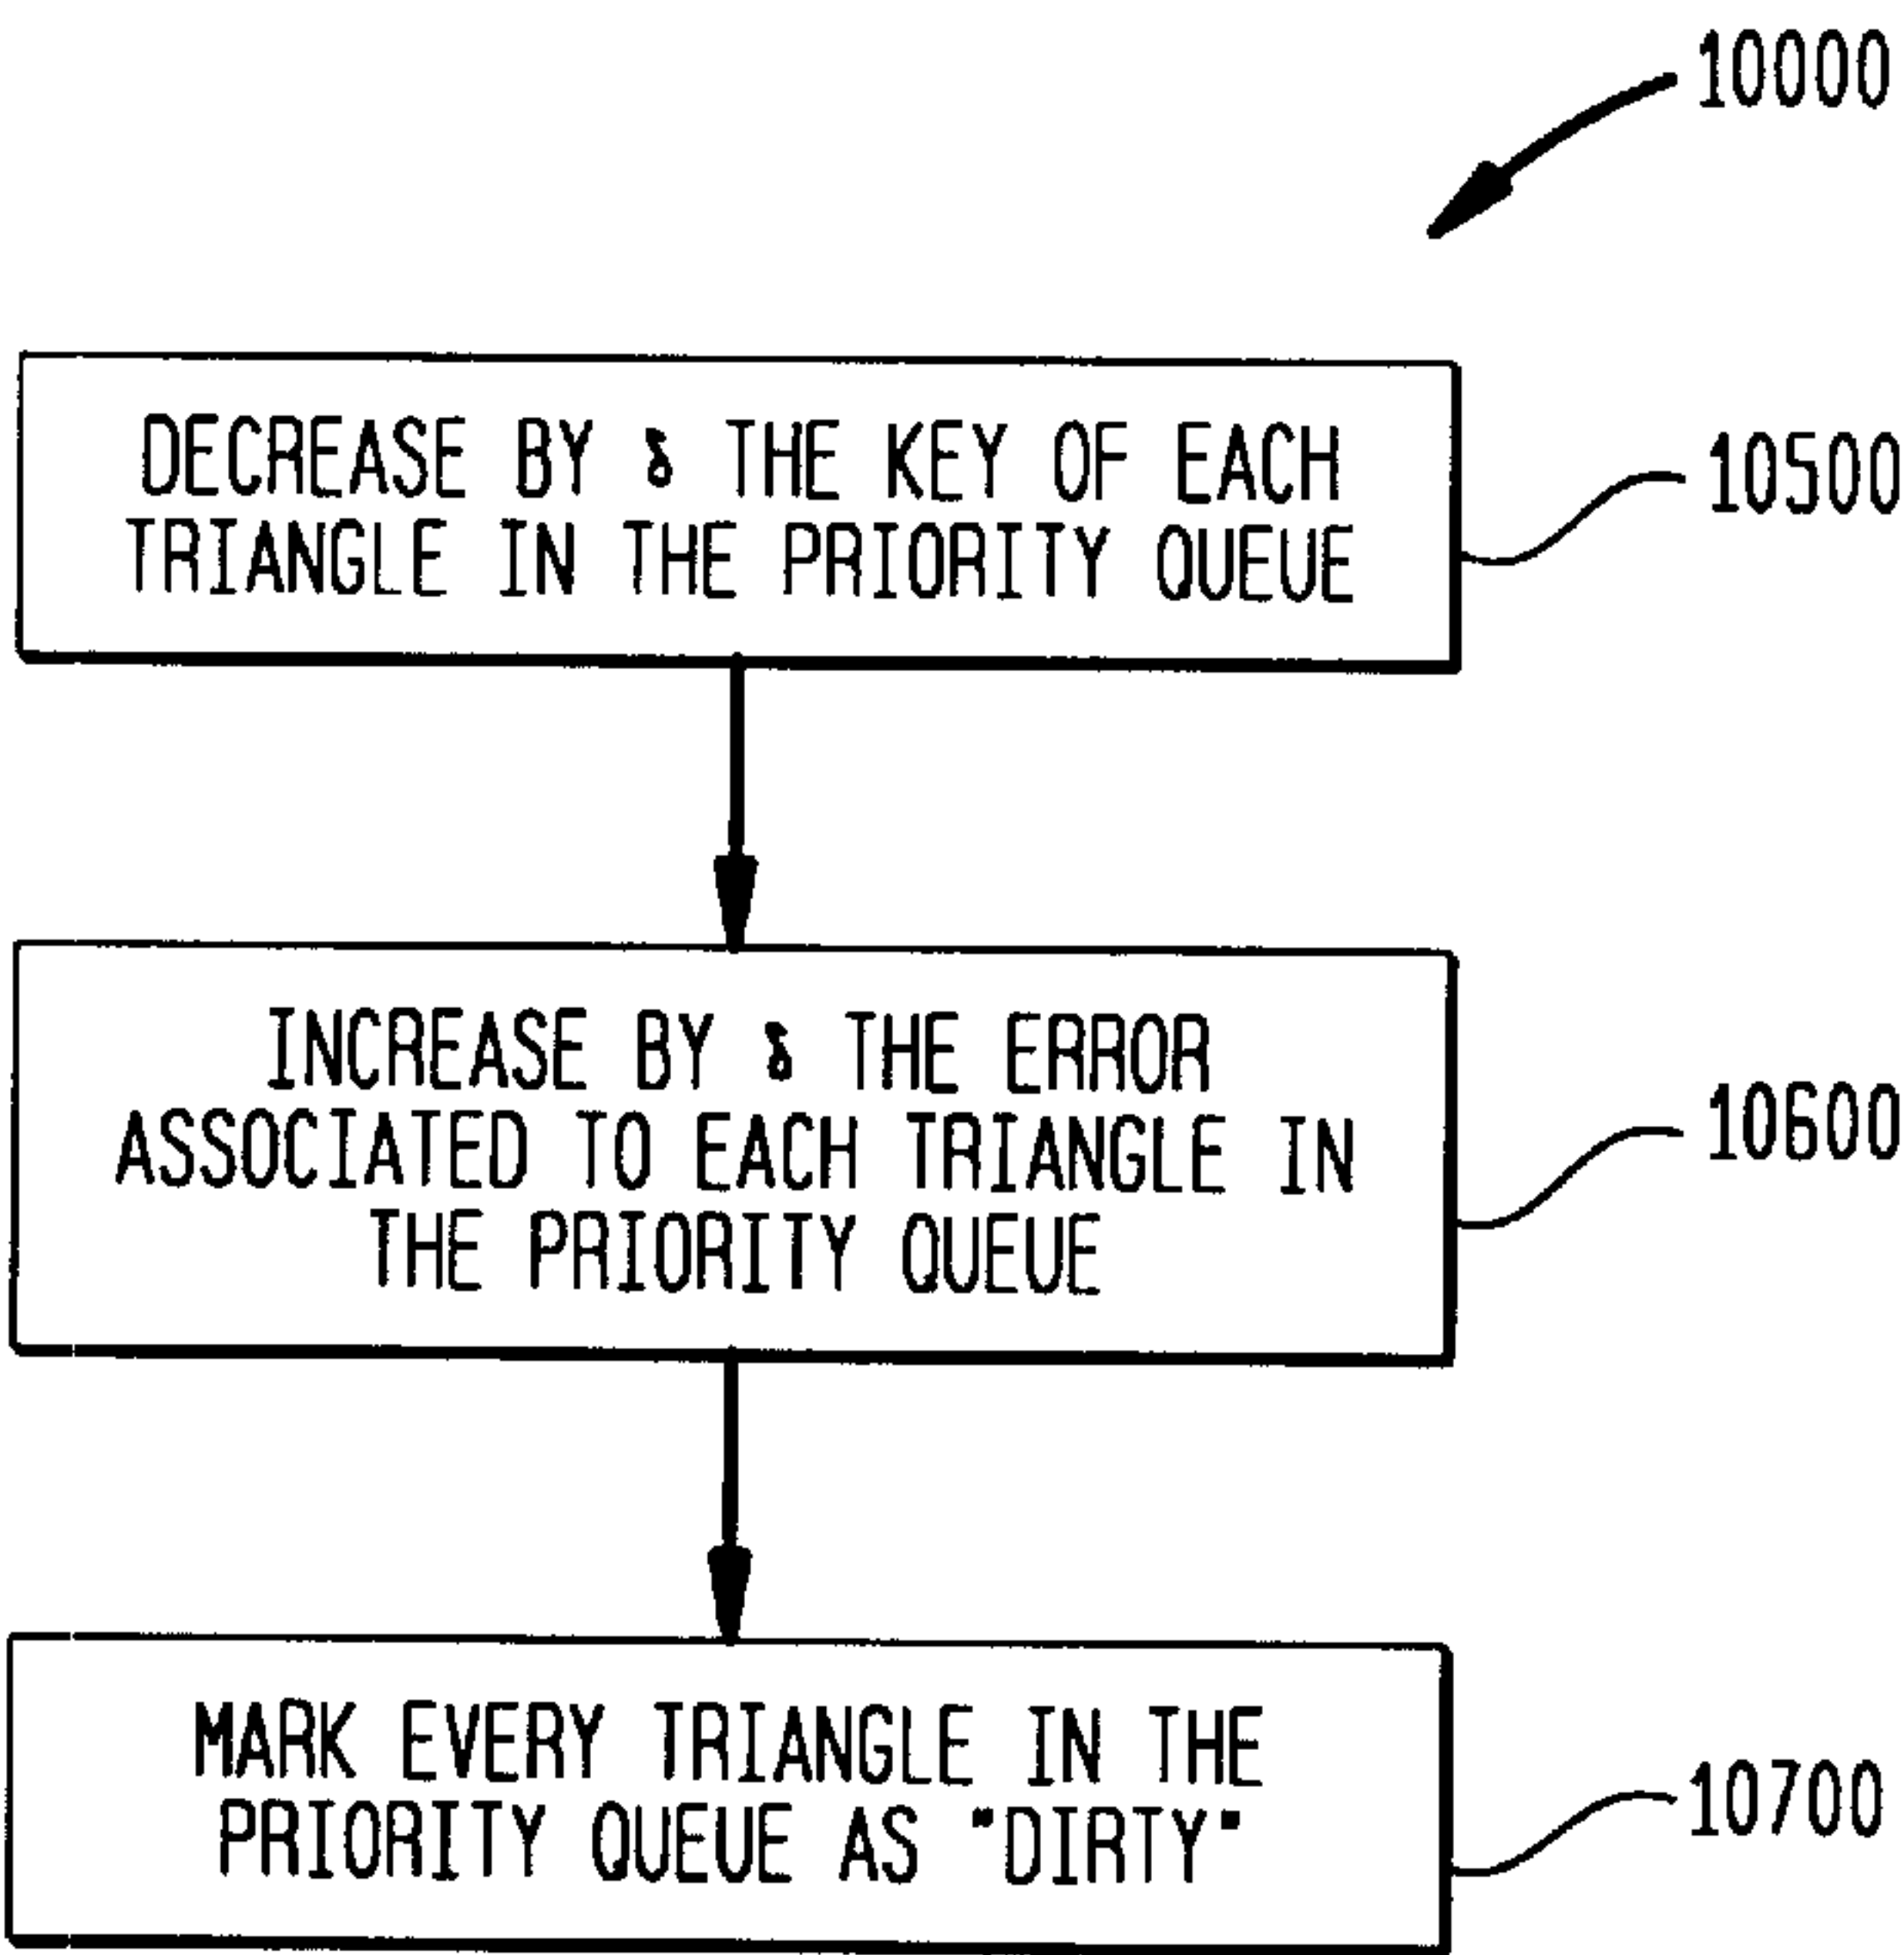 10000
DECREASE BY δ THE KEY OF EACH
TRIANGLE IN THE PRIORITY QUEUE
10500
INCREASE BY δ THE ERROR
ASSOCIATED TO EACH TRIANGLE IN
THE PRIORITY QUEUE
10600
MARK EVERY TRIANGLE IN THE
PRIORITY QUEUE AS "DIRTY"
10700